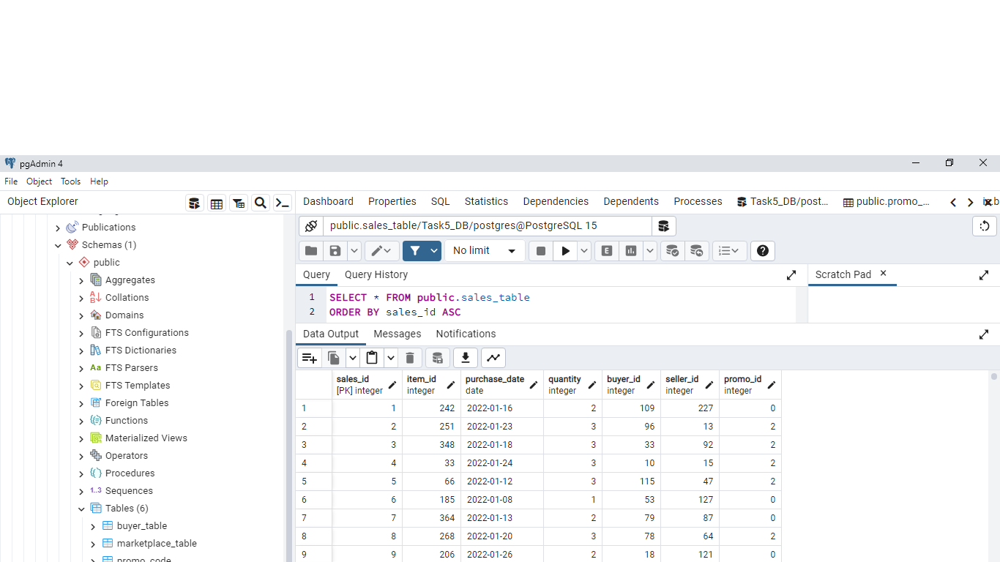 pgAdmin 4
File Object Tools Help
Object Explorer
Dashboard Properties SQL Statistics Dependencies Dependents Processes Task5_DB/post... public.promo_...
Publications
Schemas (1)
public
Aggregates
Collations
Domains
FTS Configurations
FTS Dictionaries
Aa FTS Parsers
FTS Templates
Foreign Tables
Functions
Materialized Views
Operators
Procedures
1..3 Sequences
Tables (6)
buyer_table
marketplace_table
promo_code
public.sales_table/Task5_DB/postgres@PostgreSQL 15
No limit
E
Query Query History
Scratch Pad
1 SELECT * FROM public.sales_table
2 ORDER BY sales_id ASC
Data Output Messages Notifications
sales_id item_id purchase_date quantity buyer_id seller_id promo_id
[PK] integer integer date integer integer integer integer
1 1 242 2022-01-16 2 109 227 0
2 2 251 2022-01-23 3 96 13 2
3 3 348 2022-01-18 3 33 92 2
4 4 33 2022-01-24 3 10 15 2
5 5 66 2022-01-12 3 115 47 2
6 6 185 2022-01-08 1 53 127 0
7 7 364 2022-01-13 2 79 87 0
8 8 268 2022-01-20 3 78 64 2
9 9 206 2022-01-26 2 18 121 0